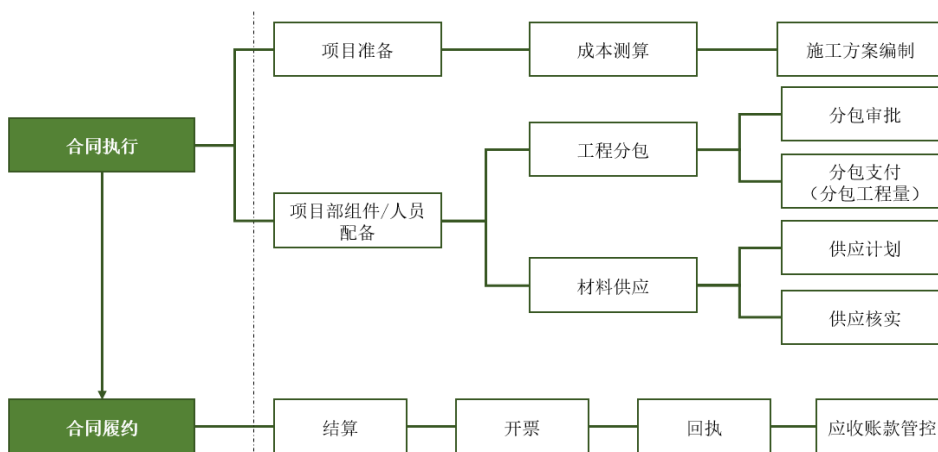 项目准备
成本测算
施工方案编制
合同执行
分包审批
工程分包
分包支付
（分包工程量）
项目部组件/人员
配备
供应计划
材料供应
供应核实
合同履约
结算
开票
回执
应收账款管控